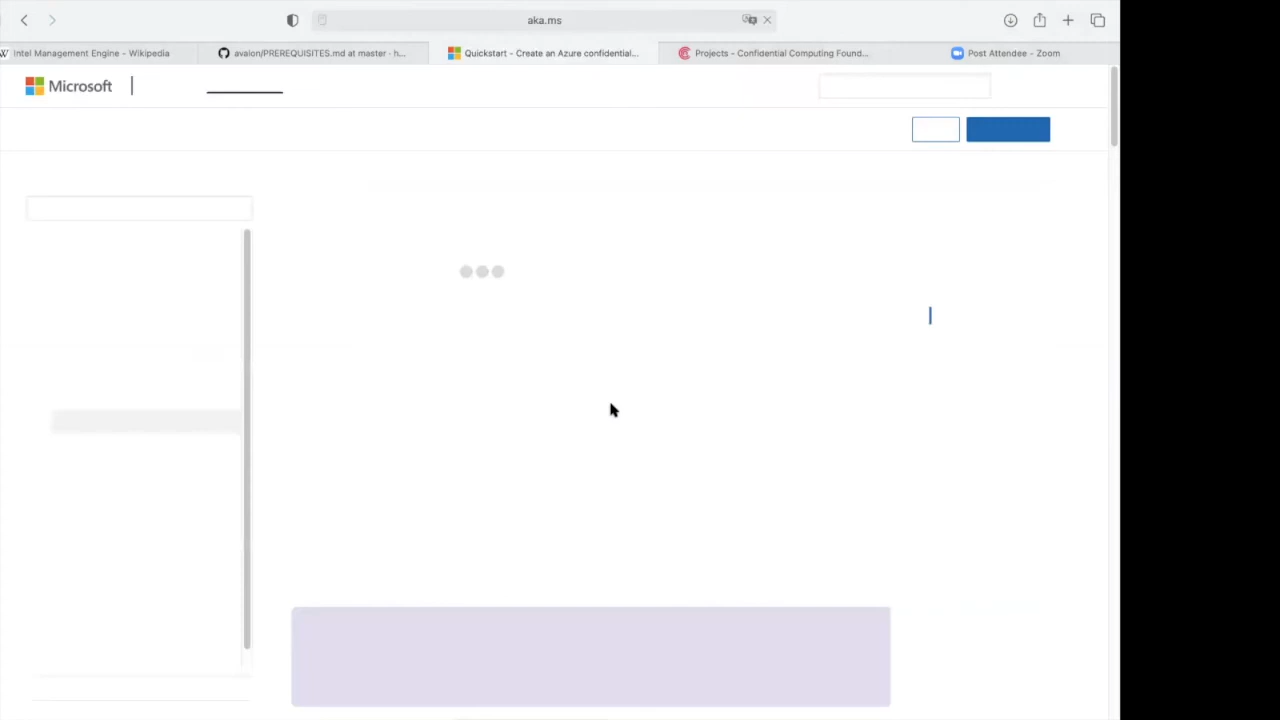 aka.ms
Intel Management Engine - Wikipedia
avalon/PREREQUISITES.md at master · h...
Quickstart - Create an Azure confidential...
Projects - Confidential Computing Found...
Post Attendee - Zoom
Microsoft